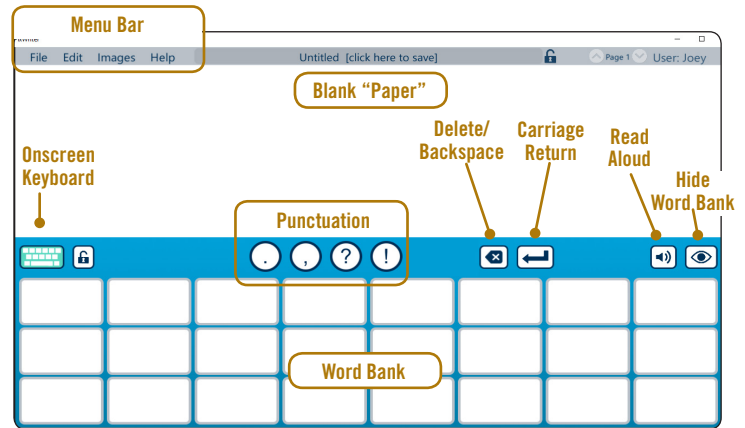 Menu Bar
File Edit Images Help Untitled [click here to save] Page 1 User: Joey
Blank “Paper”
Delete/
Backspace
Carriage
Return
Read
Aloud
Onscreen
Keyboard
Hide
Word Bank
Punctuation
. , ? !
Word Bank